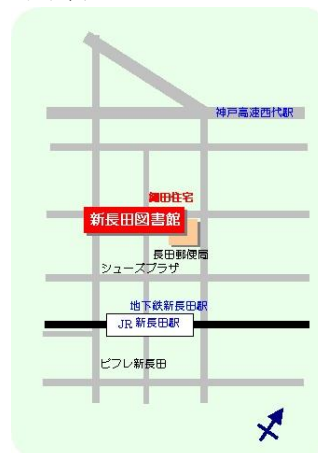 神戸高速西代駅
細田住宅
新長田図書館
長田郵便局
シューズプラザ
地下鉄新長田駅
JR 新長田駅
ピフレ新長田